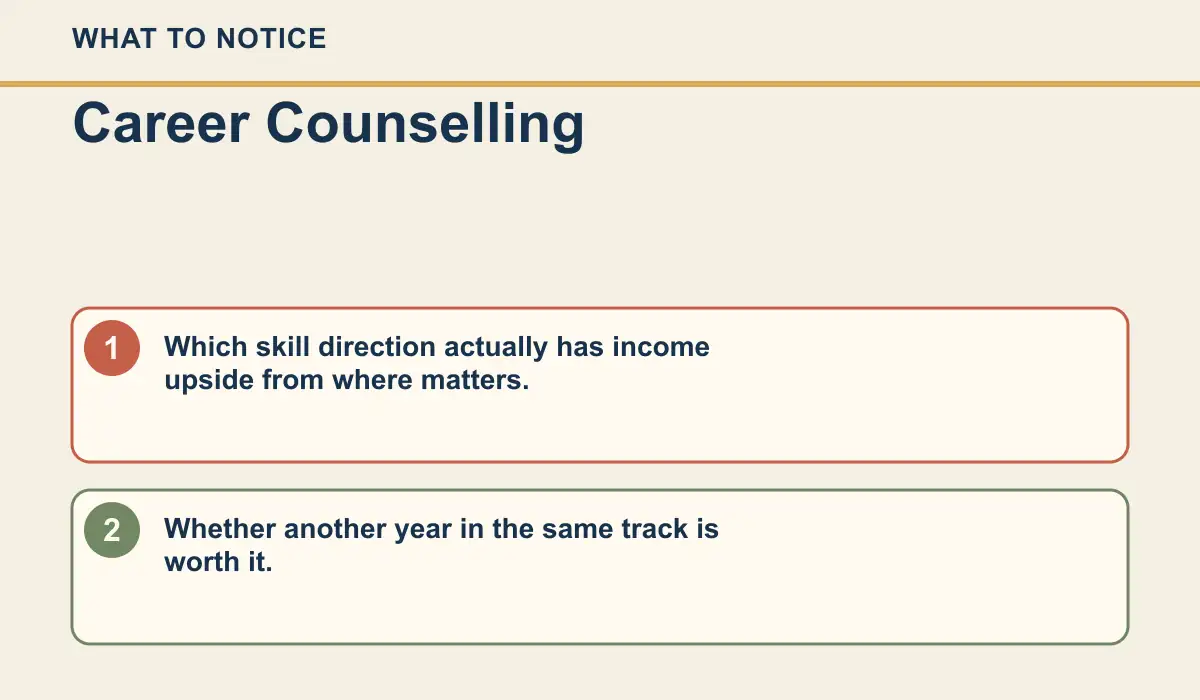 WHAT TO NOTICE
Career Counselling
1
Which skill direction actually has income
upside from where matters.
2
Whether another year in the same track is
worth it.